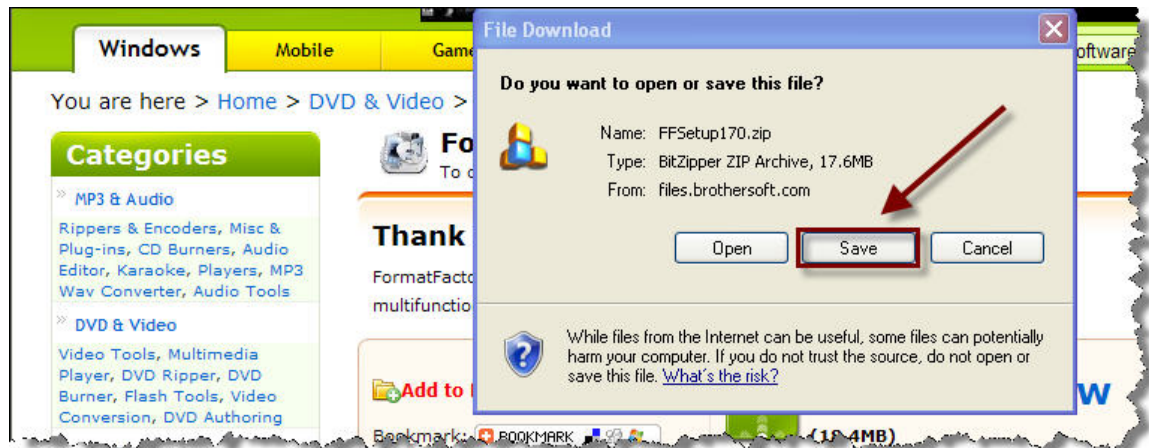 Windows
Mobile
Game
oftware
You are here > Home > DVD & Video >
Categories
MP3 & Audio
Rippers & Encoders, Misc &
Plug-ins, CD Burners, Audio
Editor, Karaoke, Players, MP3
Wav Converter, Audio Tools
DVD & Video
Video Tools, Multimedia
Player, DVD Ripper, DVD
Burner, Flash Tools, Video
Conversion, DVD Authoring
Fo
To
Thank
FormatFacto
multifunctio
Add to
Bookmark: BOOKMARK
w
(18.4MB)
File Download
Do you want to open or save this file?
Name: FFSetup170.zip
Type: BitZipper ZIP Archive, 17.6MB
From: files.brothersoft.com
Open Save Cancel
While files from the Internet can be useful, some files can potentially
harm your computer. If you do not trust the source, do not open or
save this file. What's the risk?